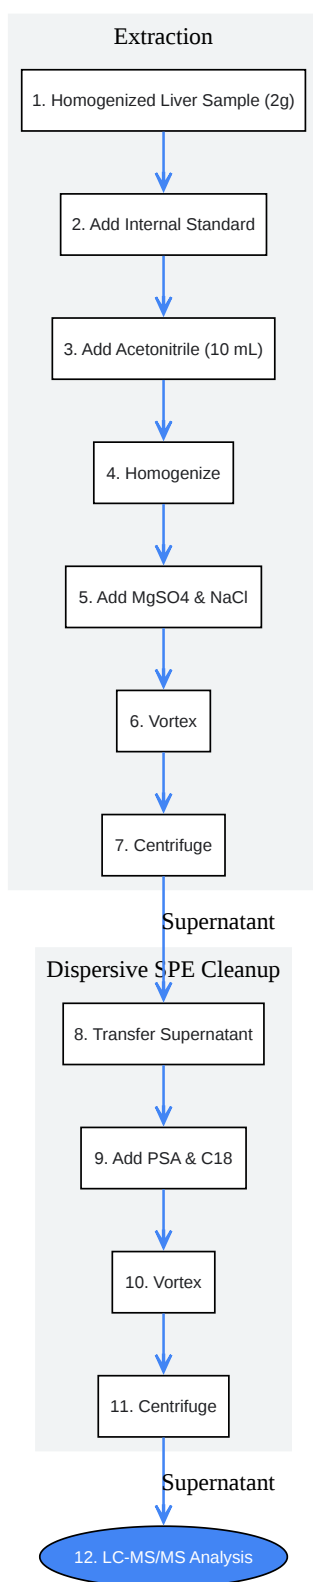 Extraction
1. Homogenized Liver Sample (2g)
2. Add Internal Standard
3. Add Acetonitrile (10 mL)
4. Homogenize
5. Add MgSO4 & NaCl
6. Vortex
7. Centrifuge
Supernatant
Dispersive SPE Cleanup
8. Transfer Supernatant
9. Add PSA & C18
10. Vortex
11. Centrifuge
Supernatant
12. LC-MS/MS Analysis